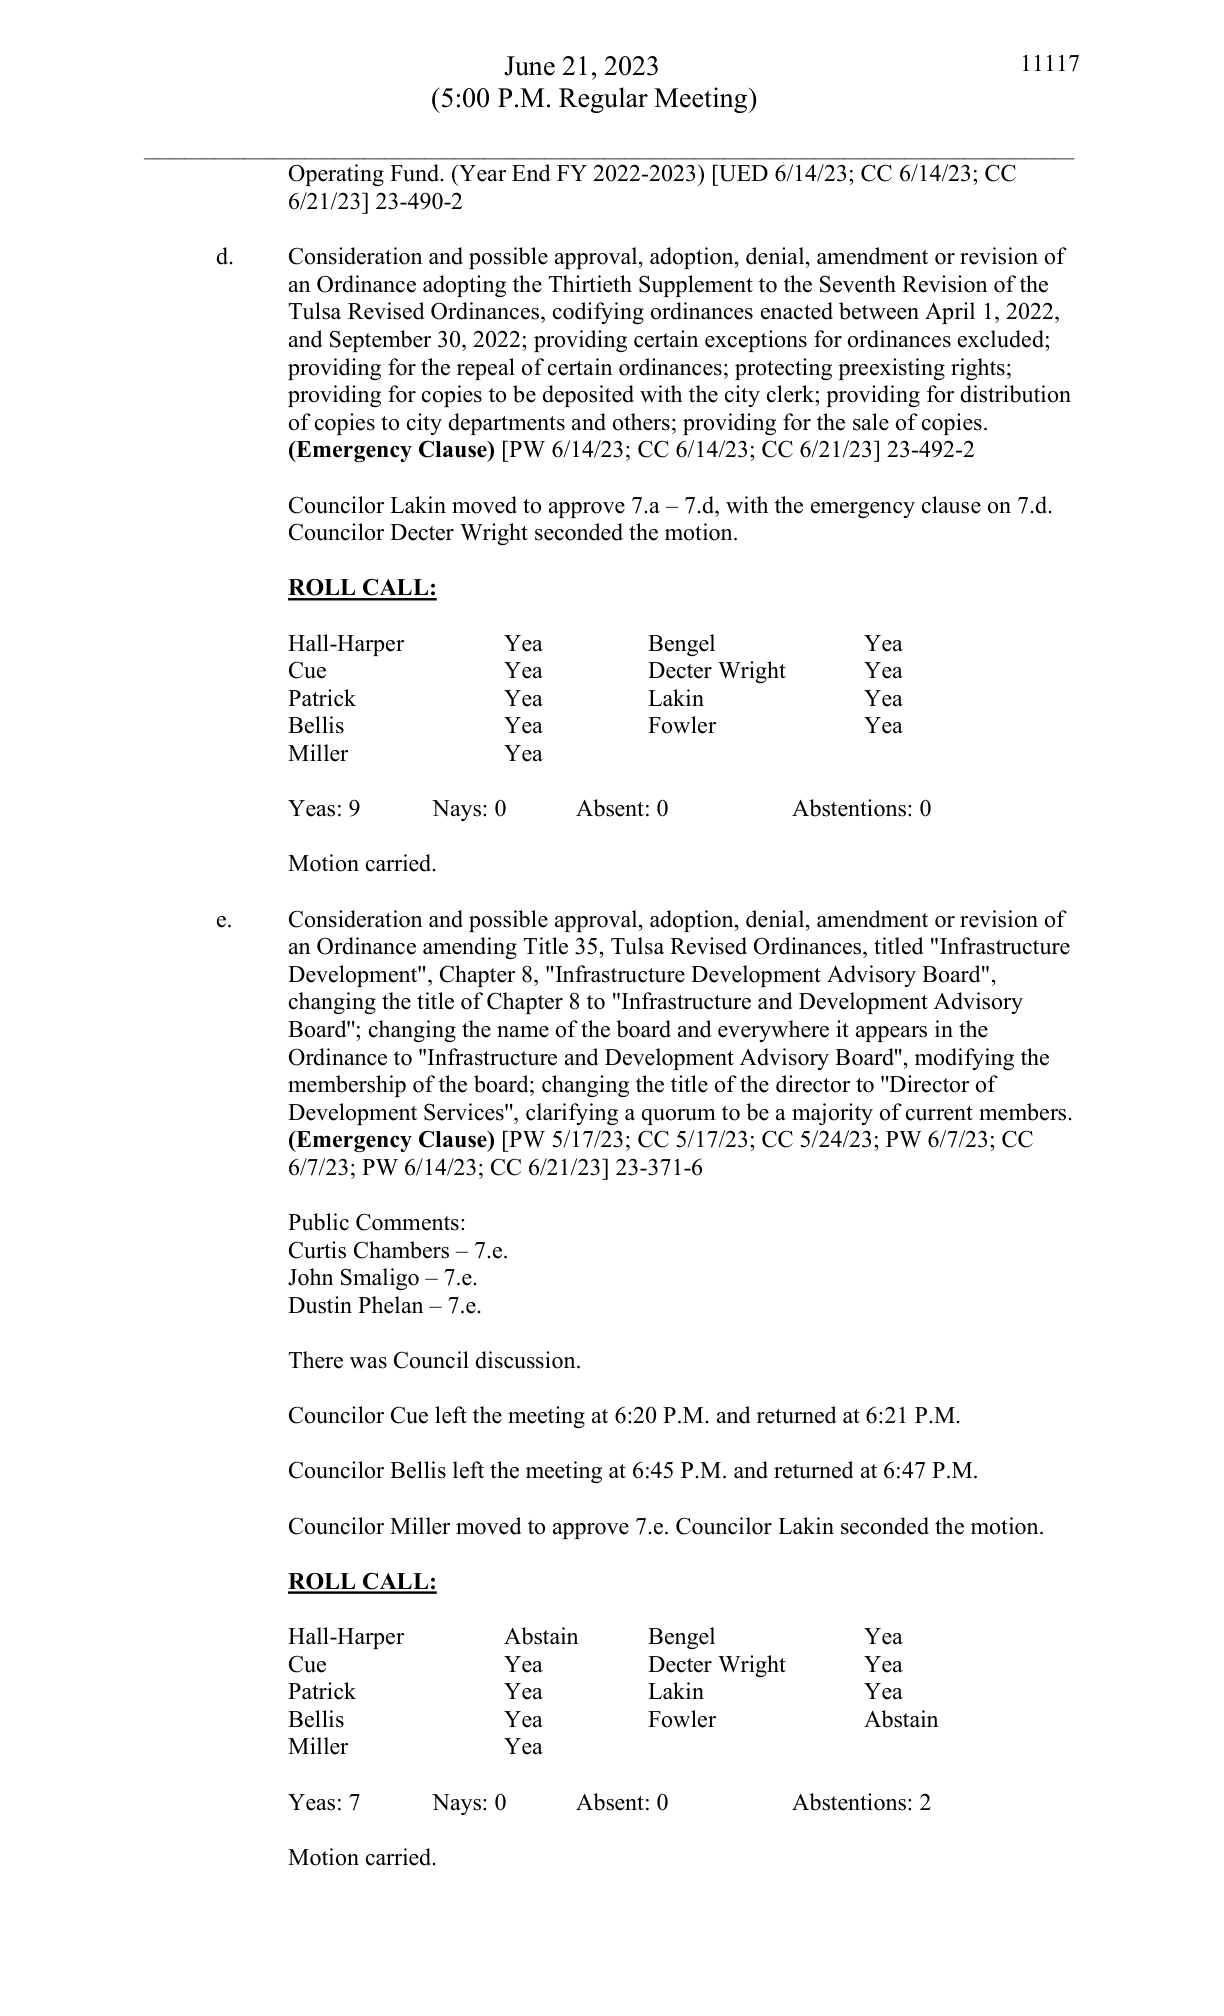 June 21, 2023
11117
(5:00 P.M. Regular Meeting)
Operating Fund. (Year End FY 2022-2023) [UED 6/14/23; CC 6/14/23; CC
6/21/23] 23-490-2
d. Consideration and possible approval, adoption, denial, amendment or revision of
an Ordinance adopting the Thirtieth Supplement to the Seventh Revision of the
Tulsa Revised Ordinances, codifying ordinances enacted between April 1, 2022,
and September 30, 2022; providing certain exceptions for ordinances excluded;
providing for the repeal of certain ordinances; protecting preexisting rights;
providing for copies to be deposited with the city clerk; providing for distribution
of copies to city departments and others; providing for the sale of copies.
(Emergency Clause) [PW 6/14/23; CC 6/14/23; CC 6/21/23] 23-492-2
Councilor Lakin moved to approve 7.a – 7.d, with the emergency clause on 7.d.
Councilor Decter Wright seconded the motion.
ROLL CALL:
Hall-Harper Yea Bengel Yea
Cue Yea Decter Wright Yea
Patrick Yea Lakin Yea
Bellis Yea Fowler Yea
Miller Yea
Yeas: 9 Nays: 0 Absent: 0 Abstentions: 0
Motion carried.
e. Consideration and possible approval, adoption, denial, amendment or revision of
an Ordinance amending Title 35, Tulsa Revised Ordinances, titled "Infrastructure
Development", Chapter 8, "Infrastructure Development Advisory Board",
changing the title of Chapter 8 to "Infrastructure and Development Advisory
Board"; changing the name of the board and everywhere it appears in the
Ordinance to "Infrastructure and Development Advisory Board", modifying the
membership of the board; changing the title of the director to "Director of
Development Services", clarifying a quorum to be a majority of current members.
(Emergency Clause) [PW 5/17/23; CC 5/17/23; CC 5/24/23; PW 6/7/23; CC
6/7/23; PW 6/14/23; CC 6/21/23] 23-371-6
Public Comments:
Curtis Chambers – 7.e.
John Smaligo – 7.e.
Dustin Phelan – 7.e.
There was Council discussion.
Councilor Cue left the meeting at 6:20 P.M. and returned at 6:21 P.M.
Councilor Bellis left the meeting at 6:45 P.M. and returned at 6:47 P.M.
Councilor Miller moved to approve 7.e. Councilor Lakin seconded the motion.
ROLL CALL:
Hall-Harper Abstain Bengel Yea
Cue Yea Decter Wright Yea
Patrick Yea Lakin Yea
Bellis Yea Fowler Abstain
Miller Yea
Yeas: 7 Nays: 0 Absent: 0 Abstentions: 2
Motion carried.